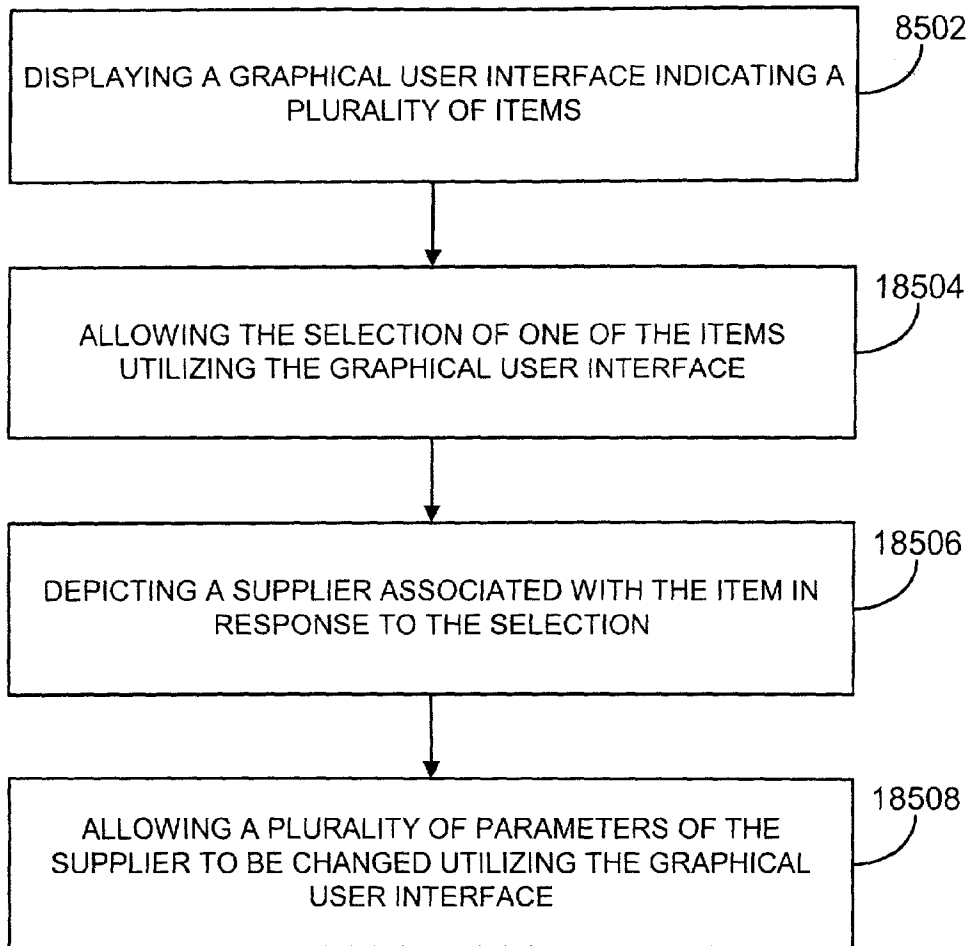 8502
DISPLAYING A GRAPHICAL USER INTERFACE INDICATING A
PLURALITY OF ITEMS
18504
ALLOWING THE SELECTION OF ONE OF THE ITEMS
UTILIZING THE GRAPHICAL USER INTERFACE
18506
DEPICTING A SUPPLIER ASSOCIATED WITH THE ITEM IN
RESPONSE TO THE SELECTION
18508
ALLOWING A PLURALITY OF PARAMETERS OF THE
SUPPLIER TO BE CHANGED UTILIZING THE GRAPHICAL
USER INTERFACE